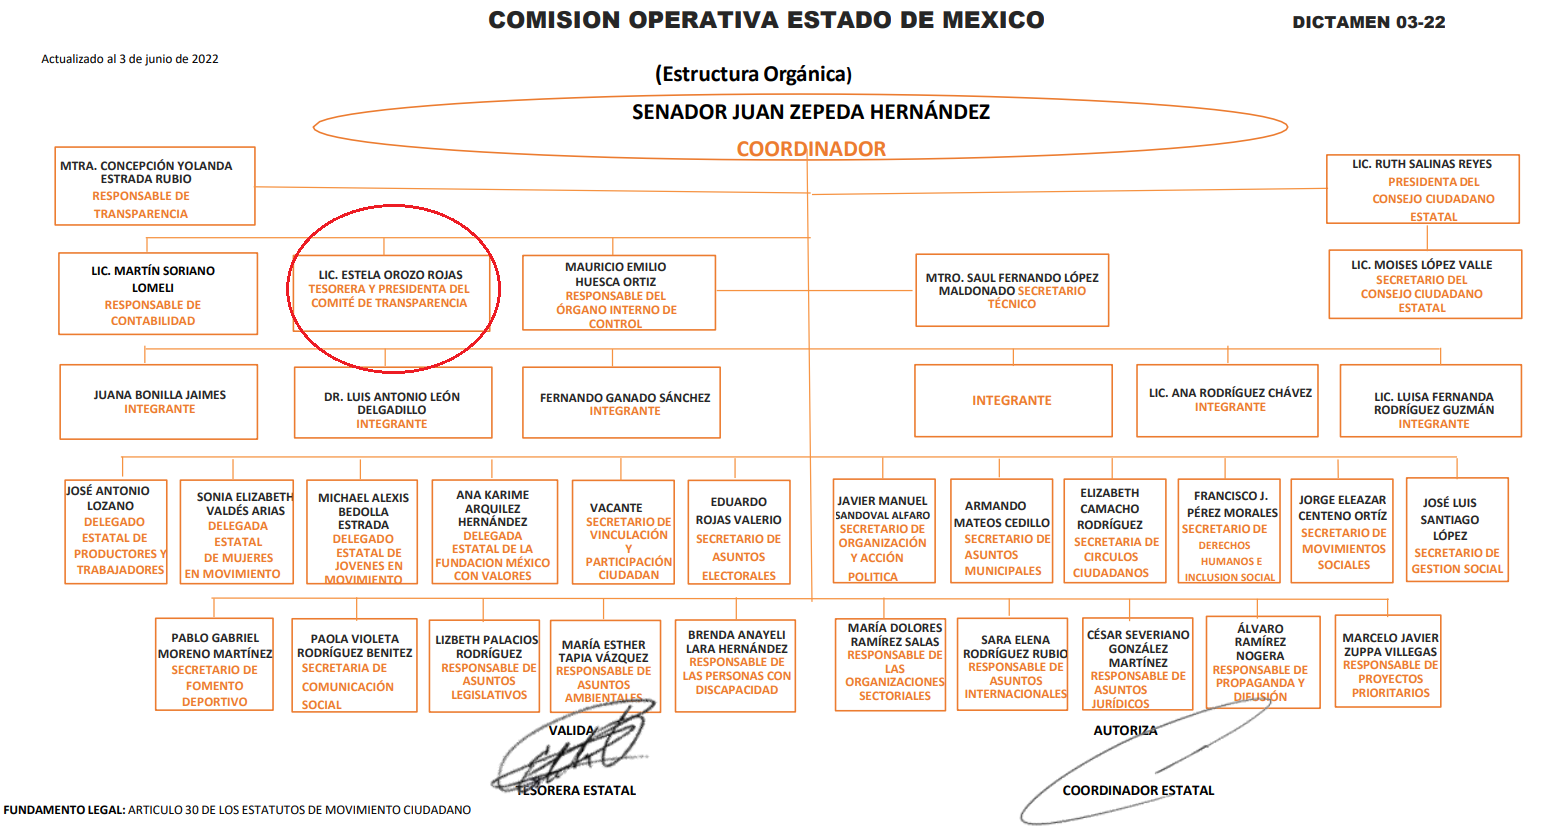 COMISION OPERATIVA ESTADO DE MEXICO
DICTAMEN 03-22
Actualizado al 3 de junio de 2022
(Estructura Orgánica)
SENADOR JUAN ZEPEDA HERNÁNDEZ
COORDINADOR
MTRA. CONCEPCIÓN YOLANDA
ESTRADA RUBIO
RESPONSABLE DE
TRANSPARENCIA
LIC. RUTH SALINAS REYES
PRESIDENTA DEL
CONSEJO CIUDADANO
ESTATAL
LIC. MARTÍN SORIANO
LOMELI
RESPONSABLE DE
CONTABILIDAD
LIC. ESTELA OROZO ROJAS
TESORERA Y PRESIDENTA DEL
COMITÉ DE TRANSPARENCIA
MAURICIO EMILIO
HUESCA ORTIZ
RESPONSABLE DEL
ÓRGANO INTERNO DE
CONTROL
MTRO. SAUL FERNANDO LÓPEZ
MALDONADO SECRETARIO
TÉCNICO
LIC. MOISES LÓPEZ VALLE
SECRETARIO DEL
CONSEJO CIUDADANO
ESTATAL
JUANA BONILLA JAIMES
INTEGRANTE
DR. LUIS ANTONIO LEÓN
DELGADILLO
INTEGRANTE
FERNANDO GANADO SÁNCHEZ
INTEGRANTE
INTEGRANTE
LIC. ANA RODRÍGUEZ CHÁVEZ
INTEGRANTE
LIC. LUISA FERNANDA
RODRÍGUEZ GUZMÁN
INTEGRANTE
JOSÉ ANTONIO
LOZANO
DELEGADO
ESTATAL DE
PRODUCTORES Y
TRABAJADORES
SONIA ELIZABETH
VALDÉS ARIAS
DELEGADA
ESTATAL
DE MUJERES
EN MOVIMIENTO
MICHAEL ALEXIS
BEDOLLA
ESTRADA
DELEGADO
ESTATAL DE
JOVENES EN
MOVIMIENTO
ANA KARIME
ARQUILEZ
HERNÁNDEZ
DELEGADA
ESTATAL DE LA
FUNDACION MÉXICO
CON VALORES
VACANTE
SECRETARIO DE
VINCULACIÓN
Y
PARTICIPACIÓN
CIUDADAN
EDUARDO
ROJAS VALERIO
SECRETARIO DE
ASUNTOS
ELECTORALES
JAVIER MANUEL
SANDOVAL ALFARO
SECRETARIO DE
ORGANIZACIÓN
Y ACCIÓN
POLITICA
ARMANDO
MATEOS CEDILLO
SECRETARIO DE
ASUNTOS
MUNICIPALES
ELIZABETH
CAMACHO
RODRÍGUEZ
SECRETARIA DE
CIRCULOS
CIUDADANOS
FRANCISCO J.
PÉREZ MORALES
SECRETARIO DE
DERECHOS
HUMANOS E
INCLUSION SOCIAL
JORGE ELEAZAR
CENTENO ORTÍZ
SECRETARIO DE
MOVIMIENTOS
SOCIALES
JOSÉ LUIS
SANTIAGO
LÓPEZ
SECRETARIO DE
GESTION SOCIAL
PABLO GABRIEL
MORENO MARTÍNEZ
SECRETARIO DE
FOMENTO
DEPORTIVO
PAOLA VIOLETA
RODRÍGUEZ BENITEZ
SECRETARIA DE
COMUNICACIÓN
SOCIAL
LIZBETH PALACIOS
RODRÍGUEZ
RESPONSABLE DE
ASUNTOS
LEGISLATIVOS
MARÍA ESTHER
TAPIA VÁZQUEZ
RESPONSABLE DE
ASUNTOS
AMBIENTALES
BRENDA ANAYELI
LARA HERNÁNDEZ
RESPONSABLE DE
LAS PERSONAS CON
DISCAPACIDAD
MARÍA DOLORES
RAMÍREZ SALAS
RESPONSABLE DE
LAS
ORGANIZACIONES
SECTORIALES
SARA ELENA
RODRÍGUEZ RUBIO
RESPONSABLE DE
ASUNTOS
INTERNACIONALES
CÉSAR SEVERIANO
GONZÁLEZ
MARTÍNEZ
RESPONSABLE DE
ASUNTOS
JURÍDICOS
ÁLVARO
RAMÍREZ
NOGERA
RESPONSABLE DE
PROPAGANDA Y
DIFUSIÓN
MARCELO JAVIER
ZUPPA VILLEGAS
RESPONSABLE DE
PROYECTOS
PRIORITARIOS
VALIDA
AUTORIZA
TESORERA ESTATAL
COORDINADOR ESTATAL
FUNDAMENTO LEGAL: ARTICULO 30 DE LOS ESTATUTOS DE MOVIMIENTO CIUDADANO